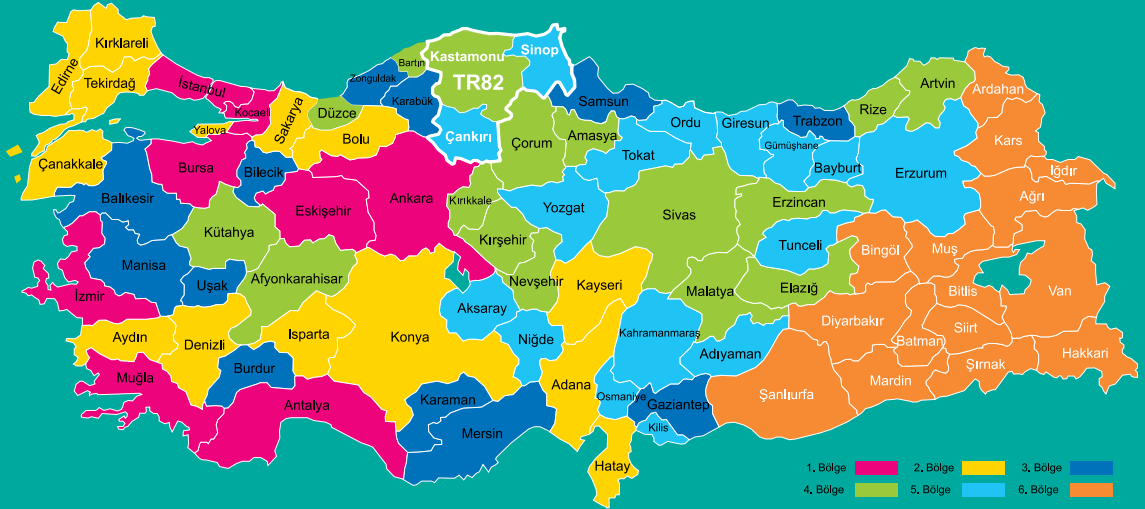 Kırklareli
Edirne
Tekirdağ
İstanbul
Kocaeli
Yalova
Sakarya
Düzce
Bolu
Zonguldak
Bartın
Karabük
Kastamonu
TR82
Sinop
Çankırı
Samsun
Amasya
Çorum
Ordu
Tokat
Giresun
Gümüşhane
Trabzon
Bayburt
Rize
Artvin
Ardahan
Kars
Iğdır
Ağrı
Erzurum
Çanakkale
Bursa
Bilecik
Balıkesir
Eskişehir
Ankara
Kırıkkale
Yozgat
Sivas
Erzincan
Tunceli
Bingöl
Muş
Kütahya
Kırşehir
Manisa
Uşak
Afyonkarahisar
Nevşehir
Kayseri
Malatya
Elazığ
Bitlis
Van
İzmir
Aksaray
Aydın
Denizli
Isparta
Konya
Niğde
Kahramanmaraş
Adıyaman
Diyarbakır
Batman
Siirt
Şırnak
Hakkari
Muğla
Burdur
Antalya
Karaman
Mersin
Adana
Osmaniye
Gaziantep
Kilis
Şanlıurfa
Mardin
Hatay
1. Bölge
2. Bölge
3. Bölge
4. Bölge
5. Bölge
6. Bölge